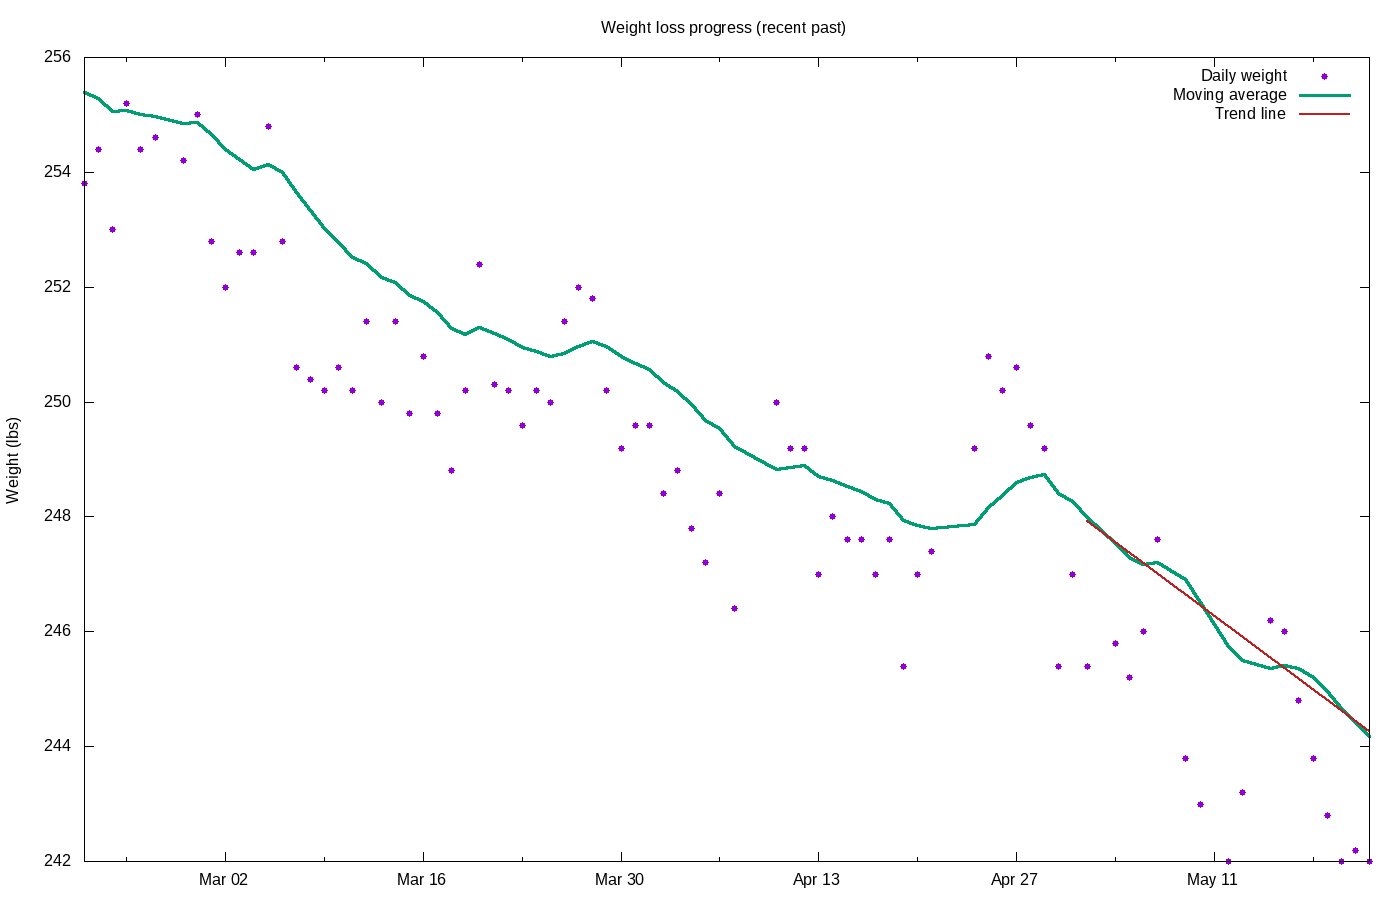 Weight loss progress (recent past)
256
254
252
250
248
246
244
242
Weight (lbs)
Daily weight
Moving average
Trend line
Mar 02
Mar 16
Mar 30
Apr 13
Apr 27
May 11